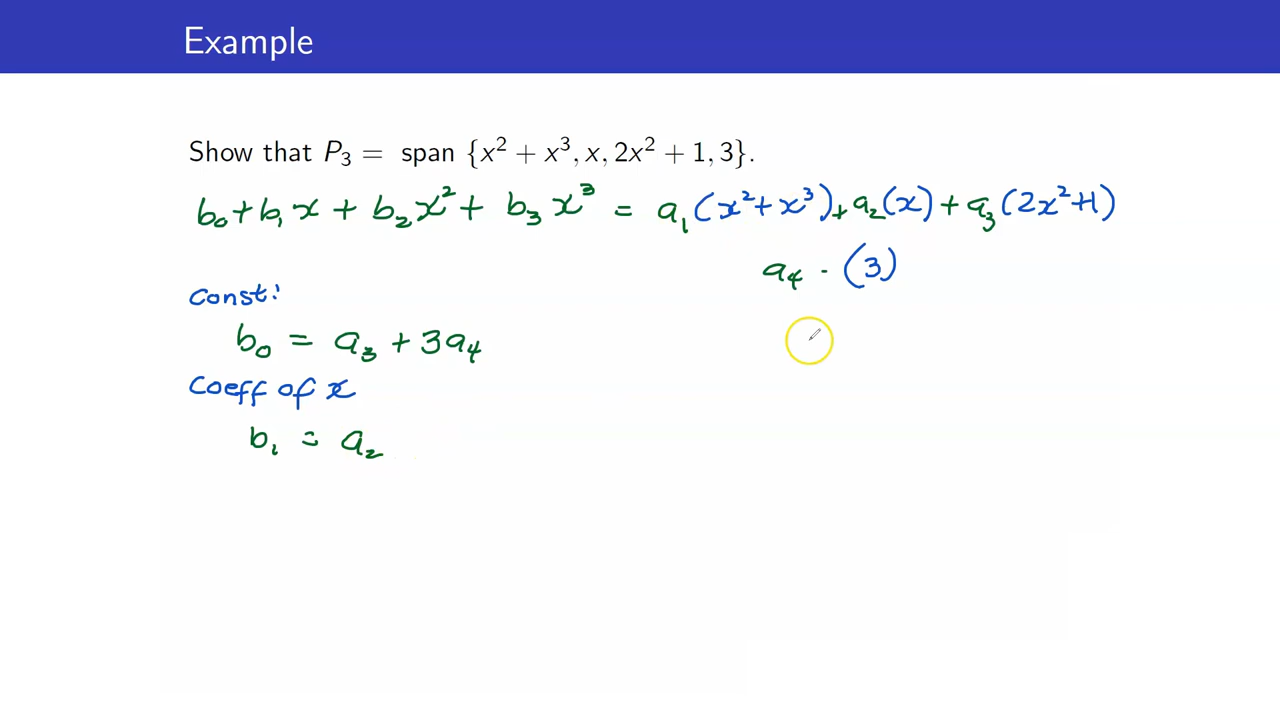 Example
Show that P₃ = span {x² + x³, x, 2x² + 1, 3}.
b₀ + b₁x + b₂x² + b₃x³ = a₁(x² + x³) + a₂(x) + a₃(2x² + 1)
a₄ · (3)
Const:
b₀ = a₃ + 3a₄
Coeff of x
b₁ = a₂